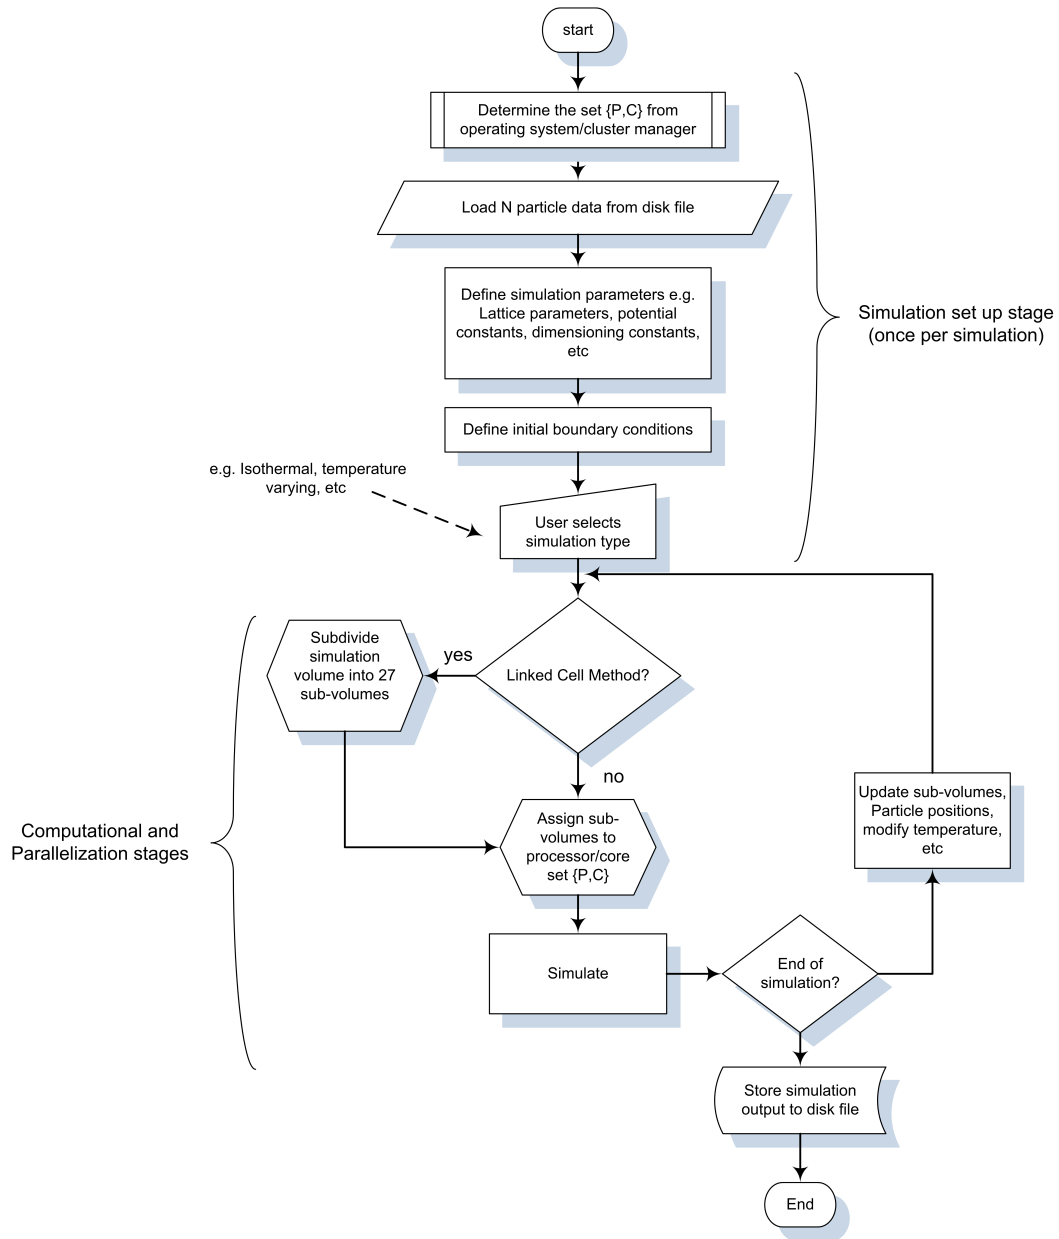 start
Determine the set {P,C} from
operating system/cluster manager
Load N particle data from disk file
Define simulation parameters e.g.
Lattice parameters, potential
constants, dimensioning constants,
etc
Simulation set up stage
(once per simulation)
Define initial boundary conditions
e.g. Isothermal, temperature
varying, etc
User selects
simulation type
Subdivide
simulation
volume into 27
sub-volumes
yes
Linked Cell Method?
no
Computational and
Parallelization stages
Assign sub-
volumes to
processor/core
set {P,C}
Update sub-volumes,
Particle positions,
modify temperature,
etc
Simulate
End of
simulation?
Store simulation
output to disk file
End